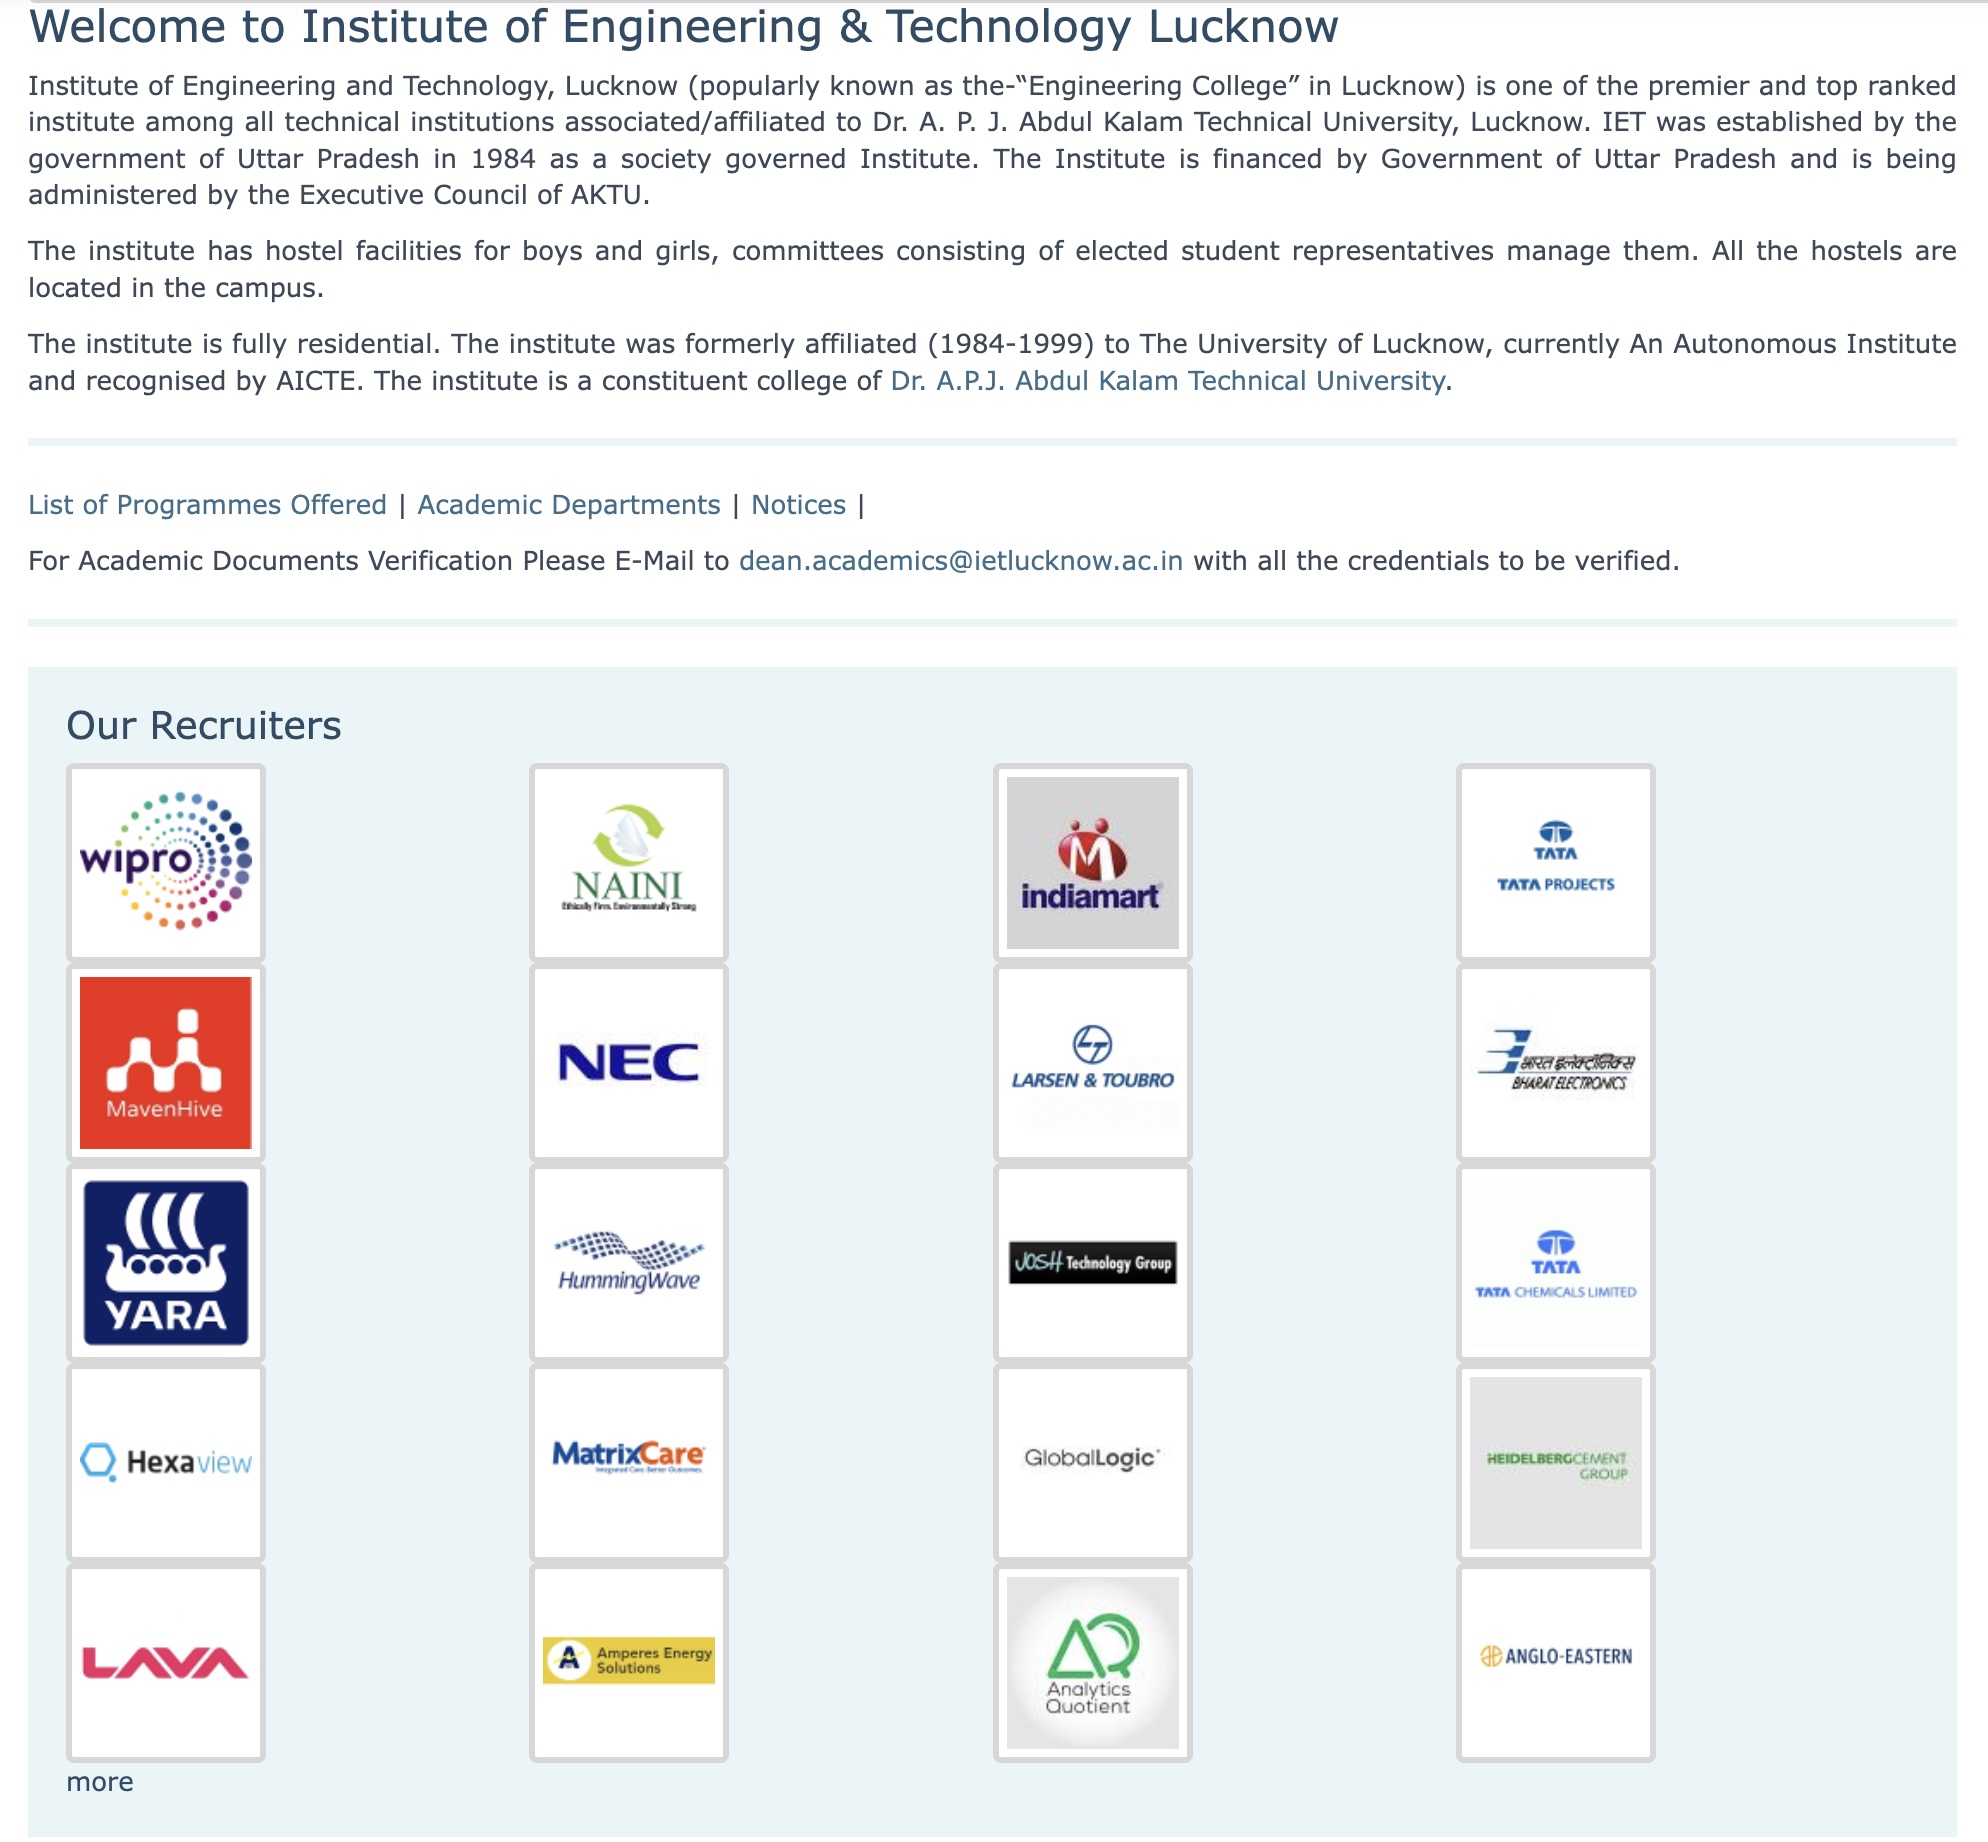 Welcome to Institute of Engineering & Technology Lucknow
Institute of Engineering and Technology, Lucknow (popularly known as the-“Engineering College” in Lucknow) is one of the premier and top ranked
institute among all technical institutions associated/affiliated to Dr. A. P. J. Abdul Kalam Technical University, Lucknow. IET was established by the
government of Uttar Pradesh in 1984 as a society governed Institute. The Institute is financed by Government of Uttar Pradesh and is being
administered by the Executive Council of AKTU.
The institute has hostel facilities for boys and girls, committees consisting of elected student representatives manage them. All the hostels are
located in the campus.
The institute is fully residential. The institute was formerly affiliated (1984-1999) to The University of Lucknow, currently An Autonomous Institute
and recognised by AICTE. The institute is a constituent college of Dr. A.P.J. Abdul Kalam Technical University.
List of Programmes Offered | Academic Departments | Notices |
For Academic Documents Verification Please E-Mail to dean.academics@ietlucknow.ac.in with all the credentials to be verified.
Our Recruiters
wipro
NAINI
Ethically Firm. Environmentally Strong
indiamart
TATA
TATA PROJECTS
MavenHive
NEC
LARSEN & TOUBRO
भारत इलेक्ट्रॉनिक्स
BHARAT ELECTRONICS
YARA
HummingWave
JOSH Technology Group
TATA
TATA CHEMICALS LIMITED
Hexaview
MatrixCare
Integrated Care. Better Outcomes.
GlobalLogic
HEIDELBERGCEMENT
GROUP
LAVA
A Amperes Energy
Solutions
AQ
Analytics
Quotient
ANGLO-EASTERN
more